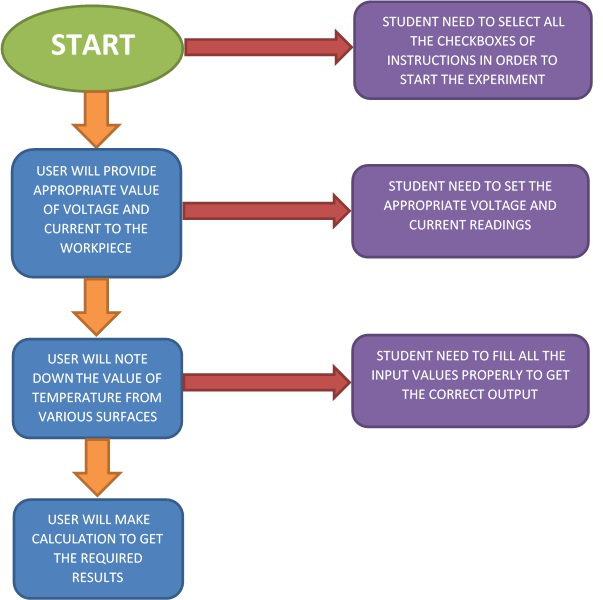 START
STUDENT NEED TO SELECT ALL
THE CHECKBOXES OF
INSTRUCTIONS IN ORDER TO
START THE EXPERIMENT
USER WILL PROVIDE
APPROPRIATE VALUE
OF VOLTAGE AND
CURRENT TO THE
WORKPIECE
STUDENT NEED TO SET THE
APPROPRIATE VOLTAGE AND
CURRENT READINGS
USER WILL NOTE
DOWN THE VALUE OF
TEMPERATURE FROM
VARIOUS SURFACES
STUDENT NEED TO FILL ALL THE
INPUT VALUES PROPERLY TO GET
THE CORRECT OUTPUT
USER WILL MAKE
CALCULATION TO GET
THE REQUIRED
RESULTS